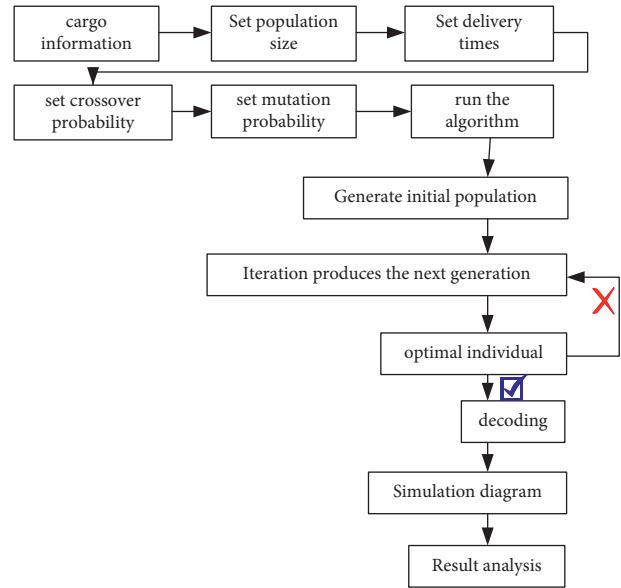 cargo
information
Set population
size
Set delivery
times
set crossover
probability
set mutation
probability
run the
algorithm
Generate initial population
Iteration produces the next generation
optimal individual
decoding
Simulation diagram
Result analysis